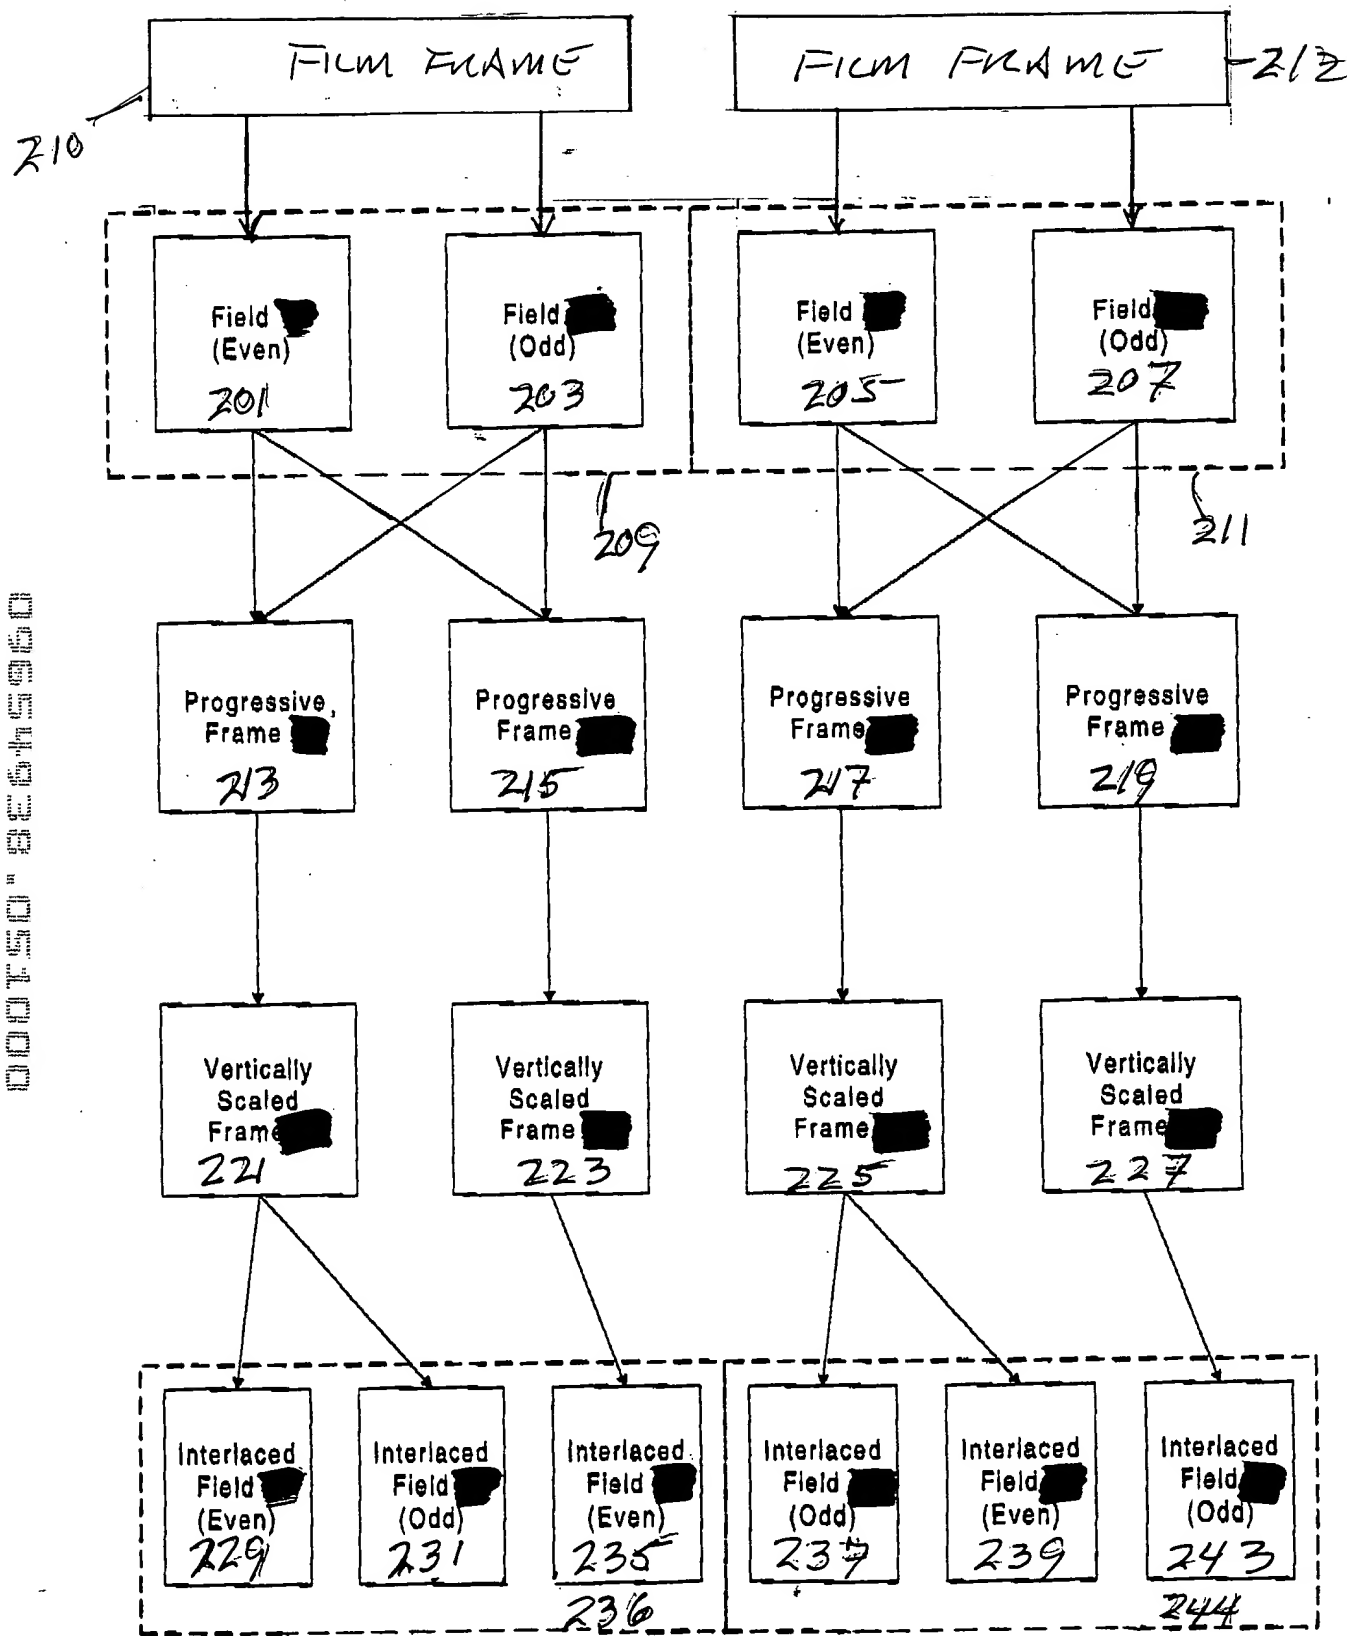 FILM FRAME
FILM FRAME
210
212
Field
(Even)
201
Field
(Odd)
203
Field
(Even)
205
Field
(Odd)
207
209
211
Progressive
Frame
213
Progressive
Frame
215
Progressive
Frame
217
Progressive
Frame
219
Vertically
Scaled
Frame
221
Vertically
Scaled
Frame
223
Vertically
Scaled
Frame
225
Vertically
Scaled
Frame
227
Interlaced
Field
(Even)
229
Interlaced
Field
(Odd)
231
Interlaced
Field
(Even)
235
Interlaced
Field
(Odd)
237
Interlaced
Field
(Even)
239
Interlaced
Field
(Odd)
243
236
244